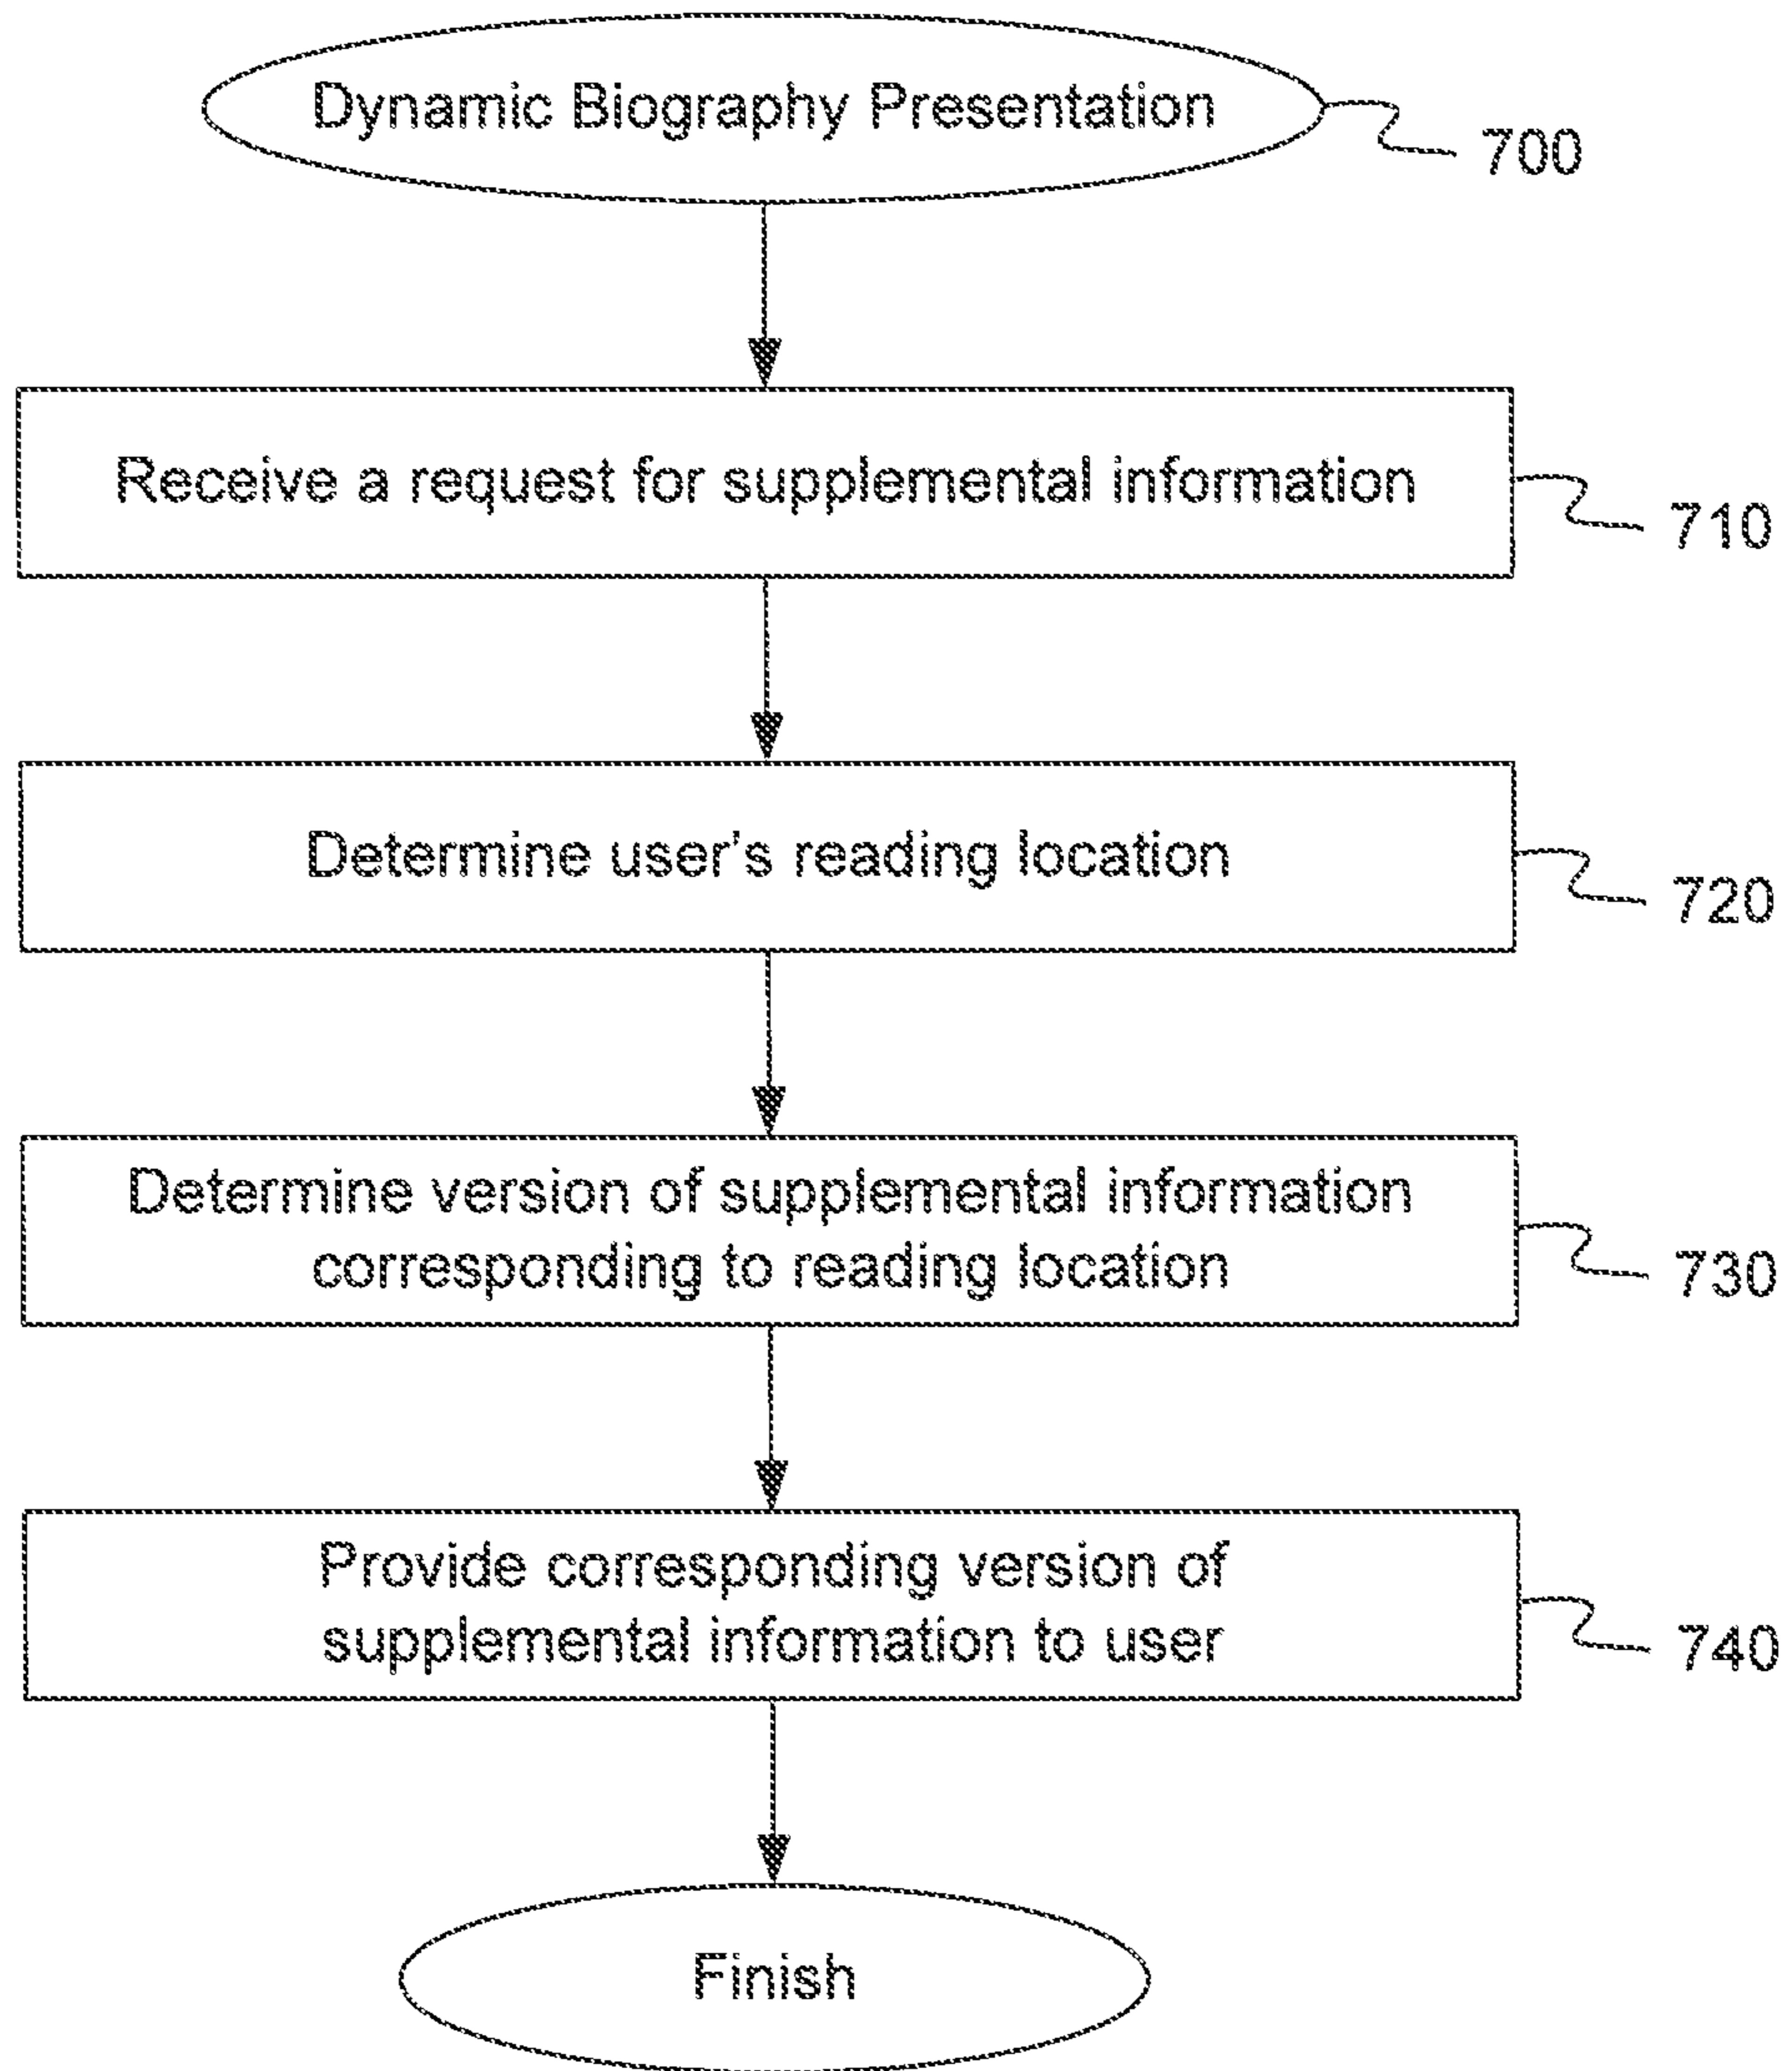 Dynamic Biography Presentation
700
Receive a request for supplemental information
710
Determine user's reading location
720
Determine version of supplemental information
corresponding to reading location
730
Provide corresponding version of
supplemental information to user
740
Finish